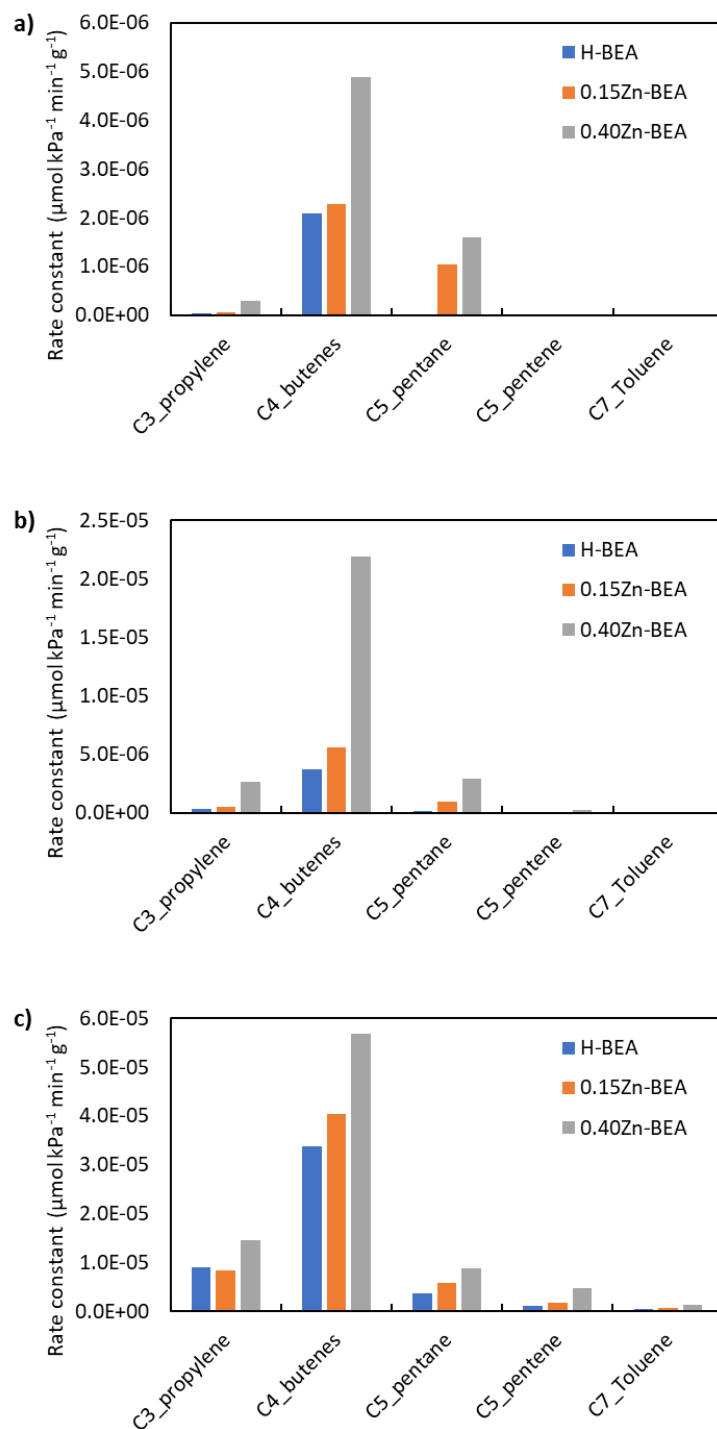 a)
Rate constant (µmol kPa⁻¹ min⁻¹ g⁻¹)
6.0E-06
5.0E-06
4.0E-06
3.0E-06
2.0E-06
1.0E-06
0.0E+00
H-BEA
0.15Zn-BEA
0.40Zn-BEA
C3_propylene
C4_butenes
C5_pentane
C5_pentene
C7_Toluene
b)
Rate constant (µmol kPa⁻¹ min⁻¹ g⁻¹)
2.5E-05
2.0E-05
1.5E-05
1.0E-05
5.0E-06
0.0E+00
H-BEA
0.15Zn-BEA
0.40Zn-BEA
C3_propylene
C4_butenes
C5_pentane
C5_pentene
C7_Toluene
c)
Rate constant (µmol kPa⁻¹ min⁻¹ g⁻¹)
6.0E-05
5.0E-05
4.0E-05
3.0E-05
2.0E-05
1.0E-05
0.0E+00
H-BEA
0.15Zn-BEA
0.40Zn-BEA
C3_propylene
C4_butenes
C5_pentane
C5_pentene
C7_Toluene